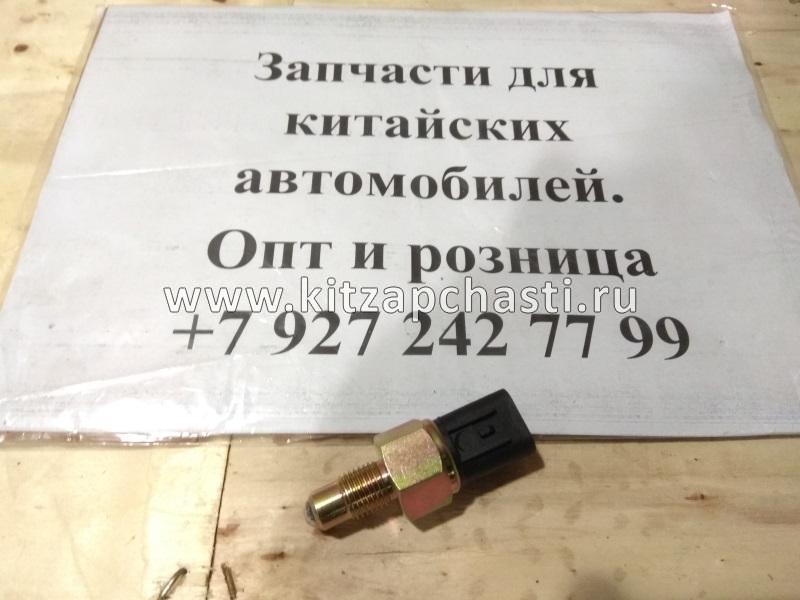 Запчасти для
китайских
автомобилей.
Опт и розница
www.kitzapchasti.ru
+7 927 242 77 99